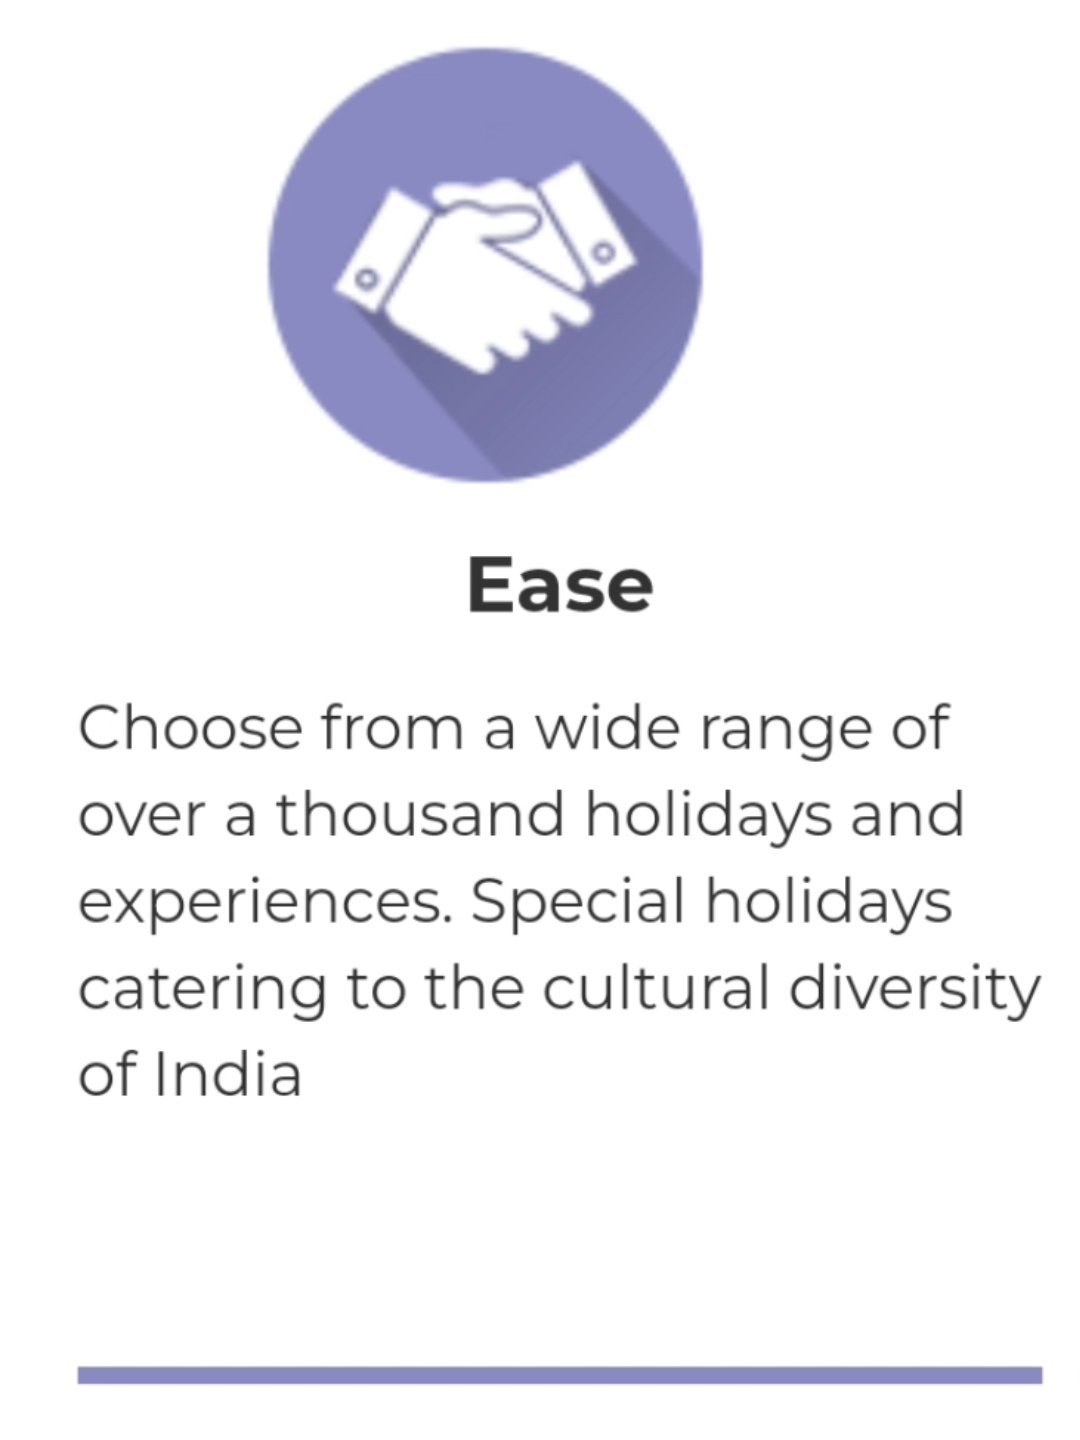 Ease
Choose from a wide range of
over a thousand holidays and
experiences. Special holidays
catering to the cultural diversity
of India